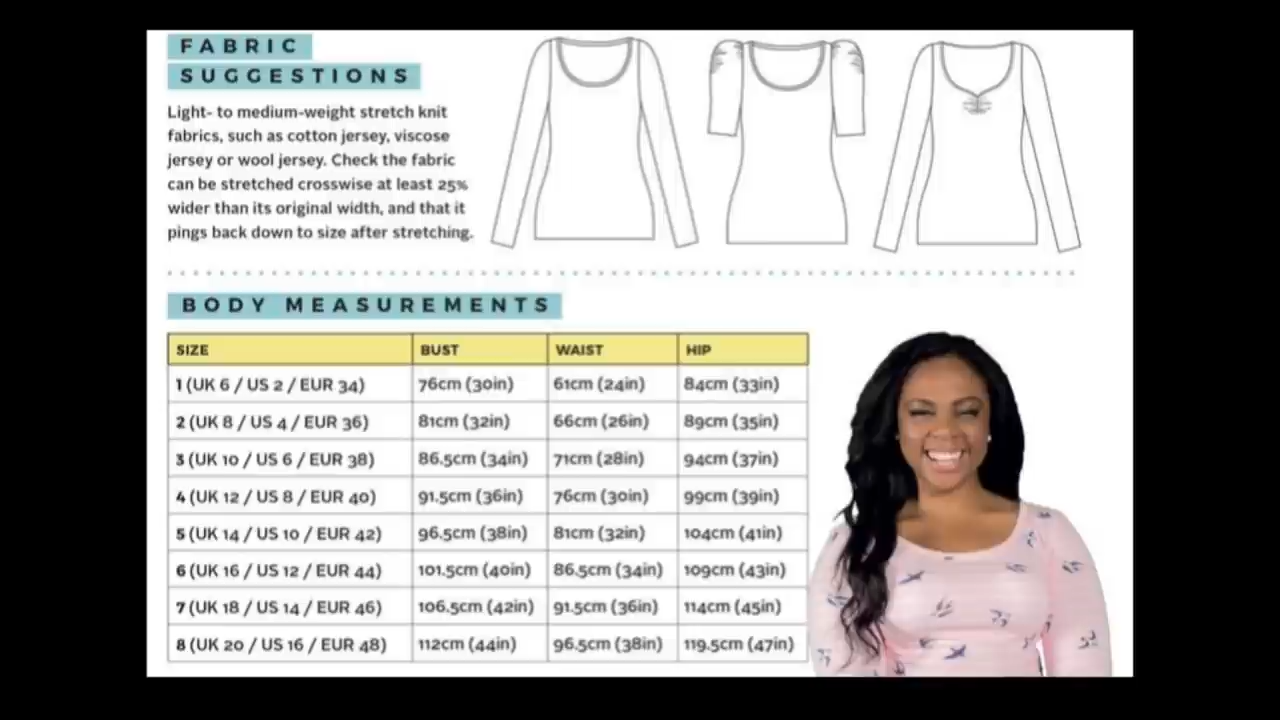 FABRIC
SUGGESTIONS
Light- to medium-weight stretch knit
fabrics, such as cotton jersey, viscose
jersey or wool jersey. Check the fabric
can be stretched crosswise at least 25%
wider than its original width, and that it
pings back down to size after stretching.
BODY MEASUREMENTS
SIZE BUST WAIST HIP
1 (UK 6 / US 2 / EUR 34) 76cm (30in) 61cm (24in) 84cm (33in)
2 (UK 8 / US 4 / EUR 36) 81cm (32in) 66cm (26in) 89cm (35in)
3 (UK 10 / US 6 / EUR 38) 86.5cm (34in) 71cm (28in) 94cm (37in)
4 (UK 12 / US 8 / EUR 40) 91.5cm (36in) 76cm (30in) 99cm (39in)
5 (UK 14 / US 10 / EUR 42) 96.5cm (38in) 81cm (32in) 104cm (41in)
6 (UK 16 / US 12 / EUR 44) 101.5cm (40in) 86.5cm (34in) 109cm (43in)
7 (UK 18 / US 14 / EUR 46) 106.5cm (42in) 91.5cm (36in) 114cm (45in)
8 (UK 20 / US 16 / EUR 48) 112cm (44in) 96.5cm (38in) 119.5cm (47in)